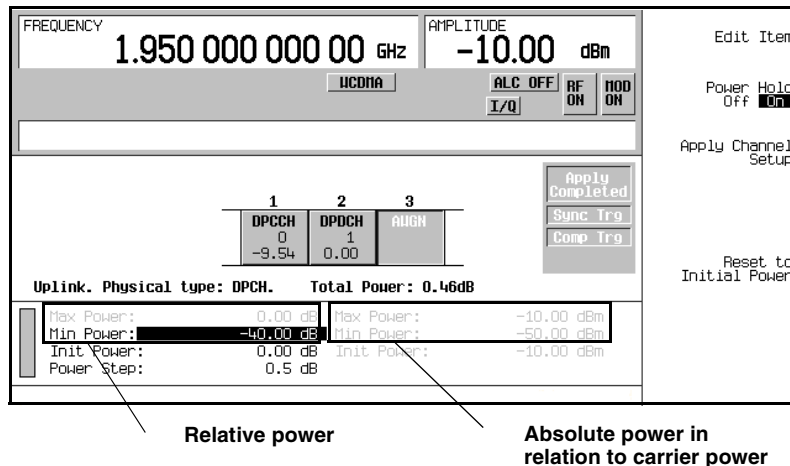 FREQUENCY
1.950 000 000 00 GHz
AMPLITUDE
-10.00 dBm
WCDMA
ALC OFF
I/Q
RF ON
MOD ON
Edit Item
Power Hold
Off On
Apply Channel
Setup
Reset to
Initial Power
1 2 3
DPCCH DPDCH AWGN
0 1
-9.54 0.00
Apply
Completed
Sync Trg
Comp Trg
Uplink. Physical type: DPCH. Total Power: 0.46dB
Max Power: 0.00 dB Max Power: -10.00 dBm
Min Power: -40.00 dB Min Power: -50.00 dBm
Init Power: 0.00 dB Init Power: -10.00 dBm
Power Step: 0.5 dB
Relative power
Absolute power in
relation to carrier power